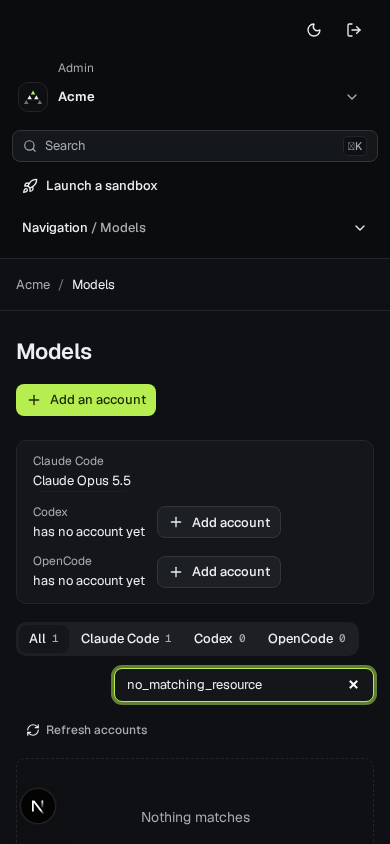 Admin
Acme
Search
K
Launch a sandbox
Navigation / Models
Acme / Models
Models
Add an account
Claude Code
Claude Opus 5.5
Codex
has no account yet
Add account
OpenCode
has no account yet
Add account
All 1 Claude Code 1 Codex 0 OpenCode 0
no_matching_resource
Refresh accounts
N
Nothing matches